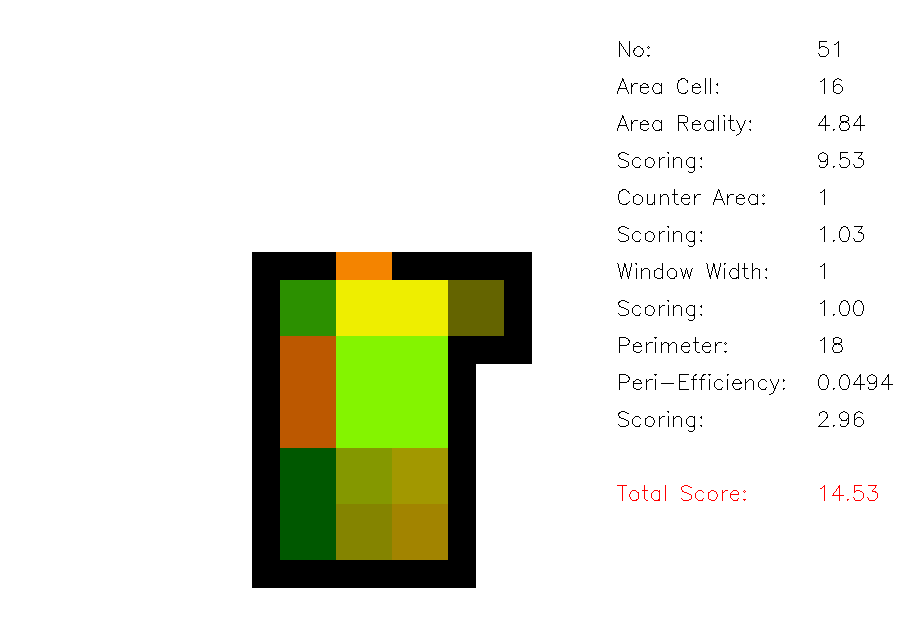 No: 51
Area Cell: 16
Area Reality: 4.84
Scoring: 9.53
Counter Area: 1
Scoring: 1.03
Window Width: 1
Scoring: 1.00
Perimeter: 18
Peri-Efficiency: 0.0494
Scoring: 2.96
Total Score: 14.53